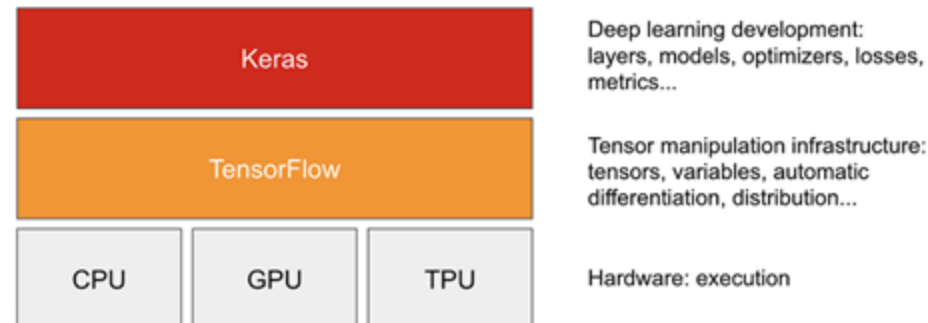 Keras
Deep learning development:
layers, models, optimizers, losses,
metrics...
TensorFlow
Tensor manipulation infrastructure:
tensors, variables, automatic
differentiation, distribution...
CPU
GPU
TPU
Hardware: execution